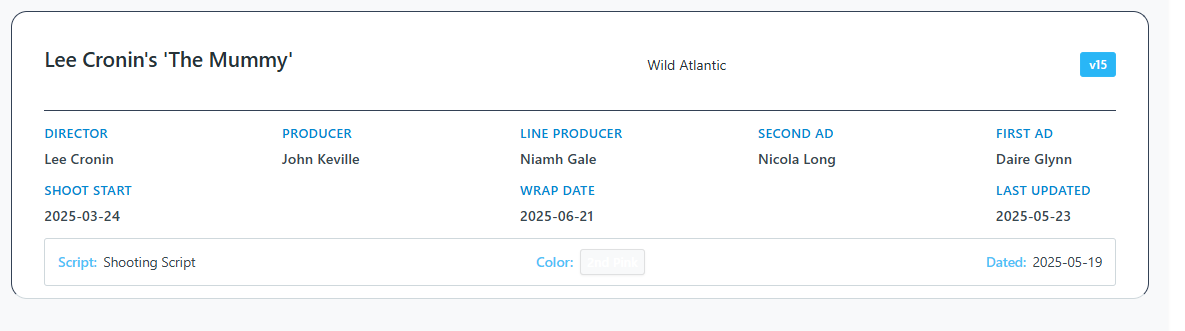 Lee Cronin's 'The Mummy'
Wild Atlantic
v15
DIRECTOR PRODUCER LINE PRODUCER SECOND AD FIRST AD
Lee Cronin John Keville Niamh Gale Nicola Long Daire Glynn
SHOOT START WRAP DATE LAST UPDATED
2025-03-24 2025-06-21 2025-05-23
Script: Shooting Script Color: 2nd Pink Dated: 2025-05-19